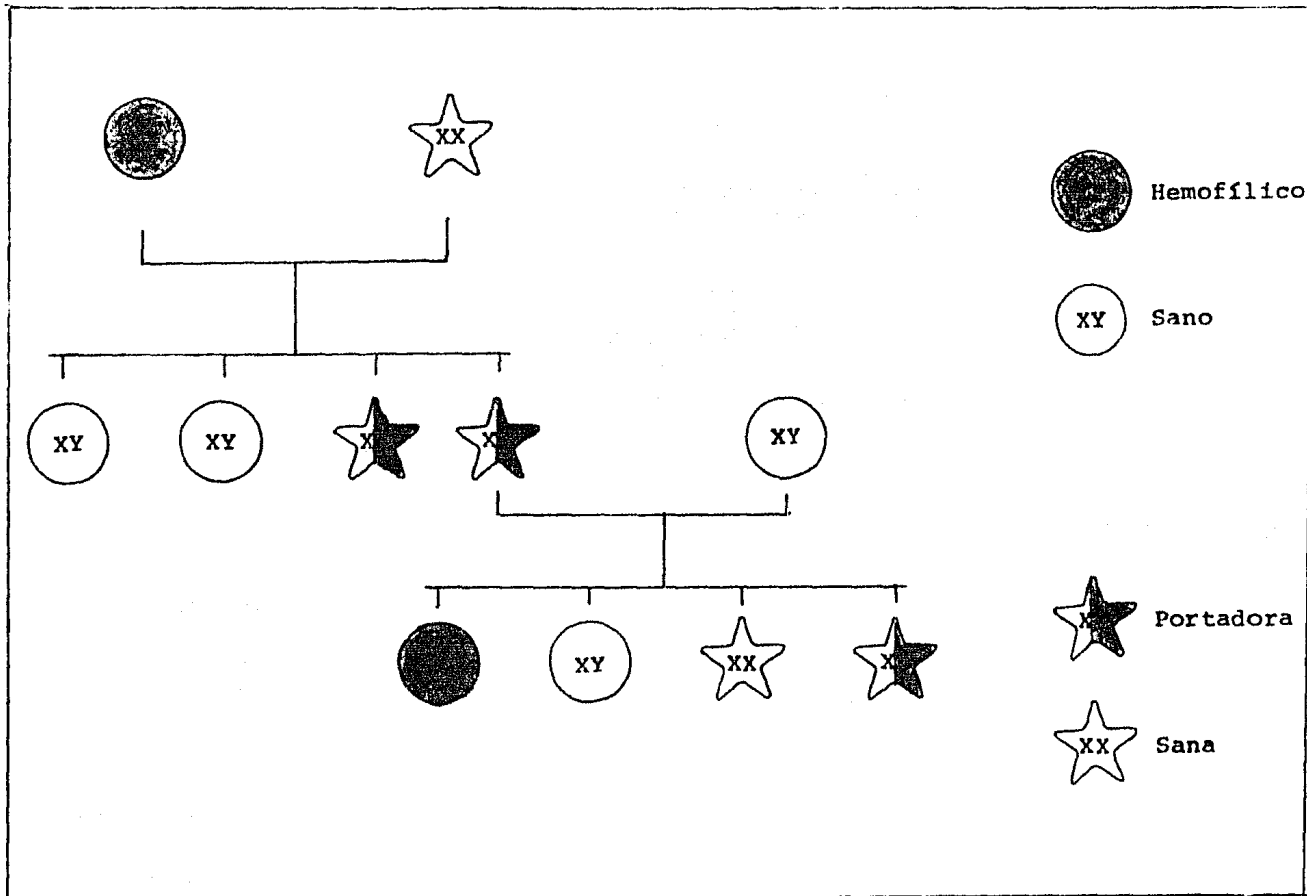 XX
Hemofílico
XY Sano
XY XY X X XY
XY XX X
X Portadora
XX Sana